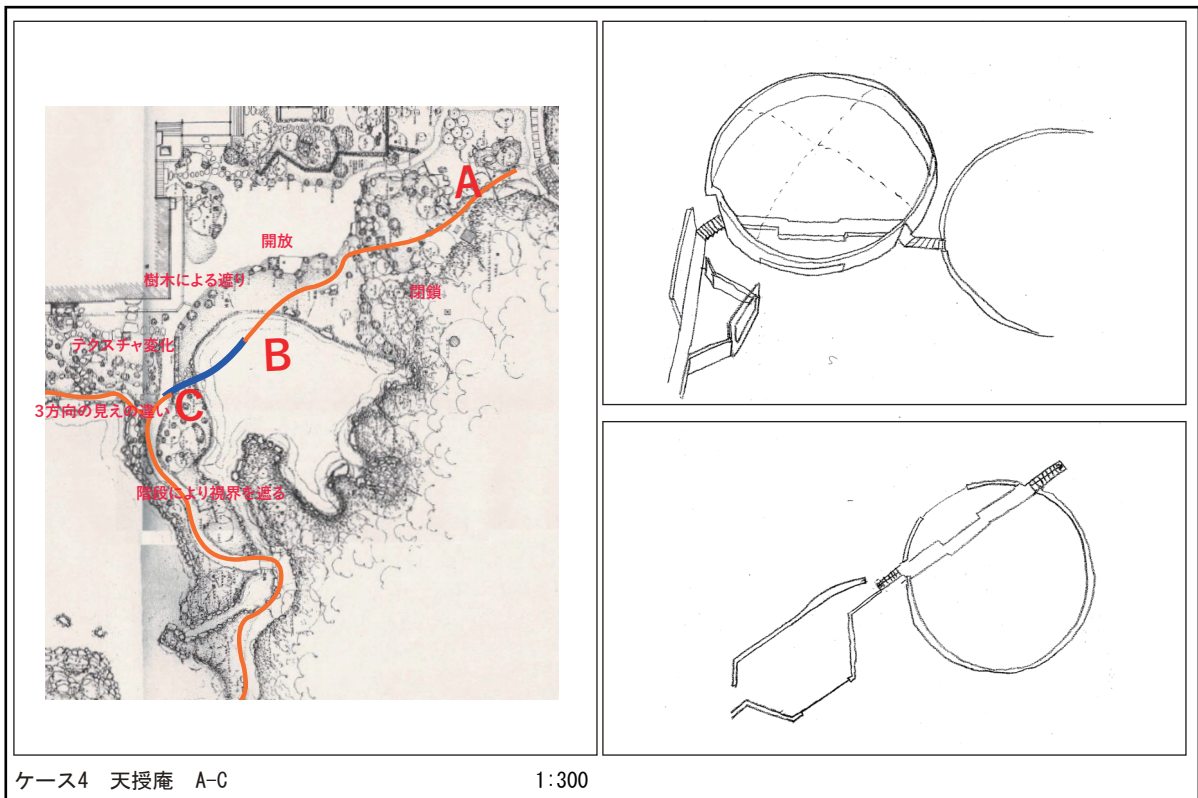 A
開放
樹木による遮り
閉鎖
テクスチャ変化
B
3方向の見えの違い
C
階段により視界を遮る
ケース4 天授庵 A-C
1:300